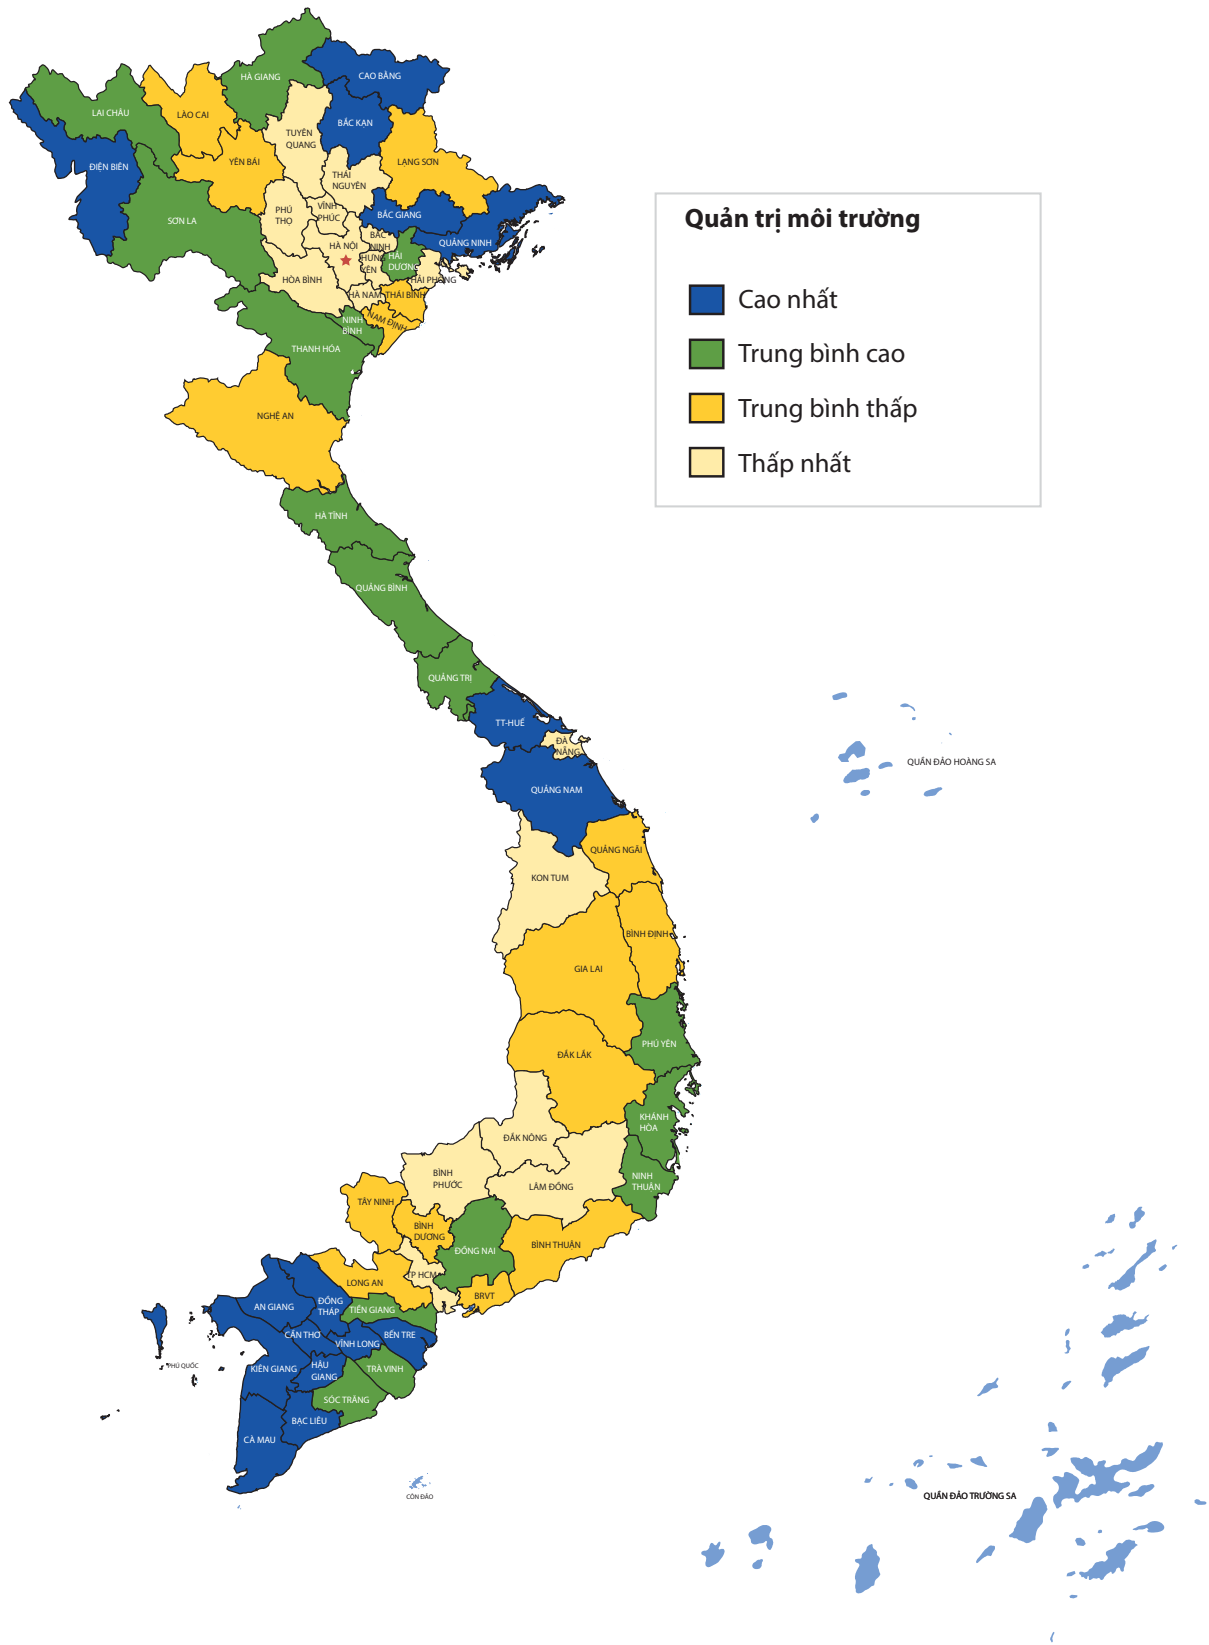 HÀ GIANG
CAO BẰNG
LAI CHÂU
LÀO CAI
BẮC KẠN
TUYÊN
QUANG
ĐIỆN BIÊN
YÊN BÁI
LẠNG SƠN
THÁI
NGUYÊN
SƠN LA
PHÚ
THỌ
VĨNH
PHÚC
BẮC GIANG
BẮC
NINH
QUẢNG NINH
HÀ NỘI
HƯNG
YÊN
HẢI
DƯƠNG
HÒA BÌNH
HẢI PHÒNG
HÀ NAM
THÁI BÌNH
NINH
BÌNH
NAM ĐỊNH
THANH HÓA
NGHỆ AN
HÀ TĨNH
QUẢNG BÌNH
QUẢNG TRỊ
TT-HUẾ
ĐÀ
NẴNG
QUẢNG NAM
QUẢNG NGÃI
KON TUM
BÌNH ĐỊNH
GIA LAI
PHÚ YÊN
ĐẮK LẮK
KHÁNH
HÒA
ĐẮK NÔNG
BÌNH
PHƯỚC
LÂM ĐỒNG
NINH
THUẬN
TÂY NINH
BÌNH
DƯƠNG
ĐỒNG NAI
BÌNH THUẬN
TP HCM
LONG AN
BRVT
AN GIANG
ĐỒNG
THÁP
TIỀN GIANG
CẦN THƠ
VĨNH LONG
BẾN TRE
PHÚ QUỐC
KIÊN GIANG
HẬU
GIANG
TRÀ VINH
SÓC TRĂNG
BẠC LIÊU
CÀ MAU
CÔN ĐẢO
Quản trị môi trường
Cao nhất
Trung bình cao
Trung bình thấp
Thấp nhất
QUẦN ĐẢO HOÀNG SA
QUẦN ĐẢO TRƯỜNG SA